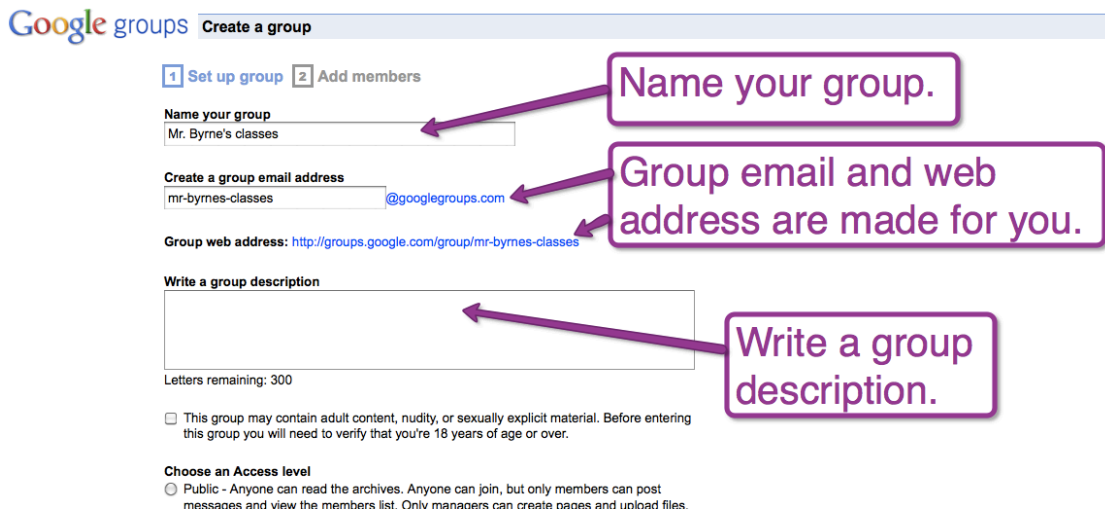 Google groups Create a group
1 Set up group 2 Add members
Name your group.
Name your group
Mr. Byrne's classes
Group email and web
address are made for you.
Create a group email address
mr-byrnes-classes @googlegroups.com
Group web address: http://groups.google.com/group/mr-byrnes-classes
Write a group description
Write a group
description.
Letters remaining: 300
This group may contain adult content, nudity, or sexually explicit material. Before entering
this group you will need to verify that you're 18 years of age or over.
Choose an Access level
Public - Anyone can read the archives. Anyone can join, but only members can post
messages and view the members list. Only managers can create pages and upload files.